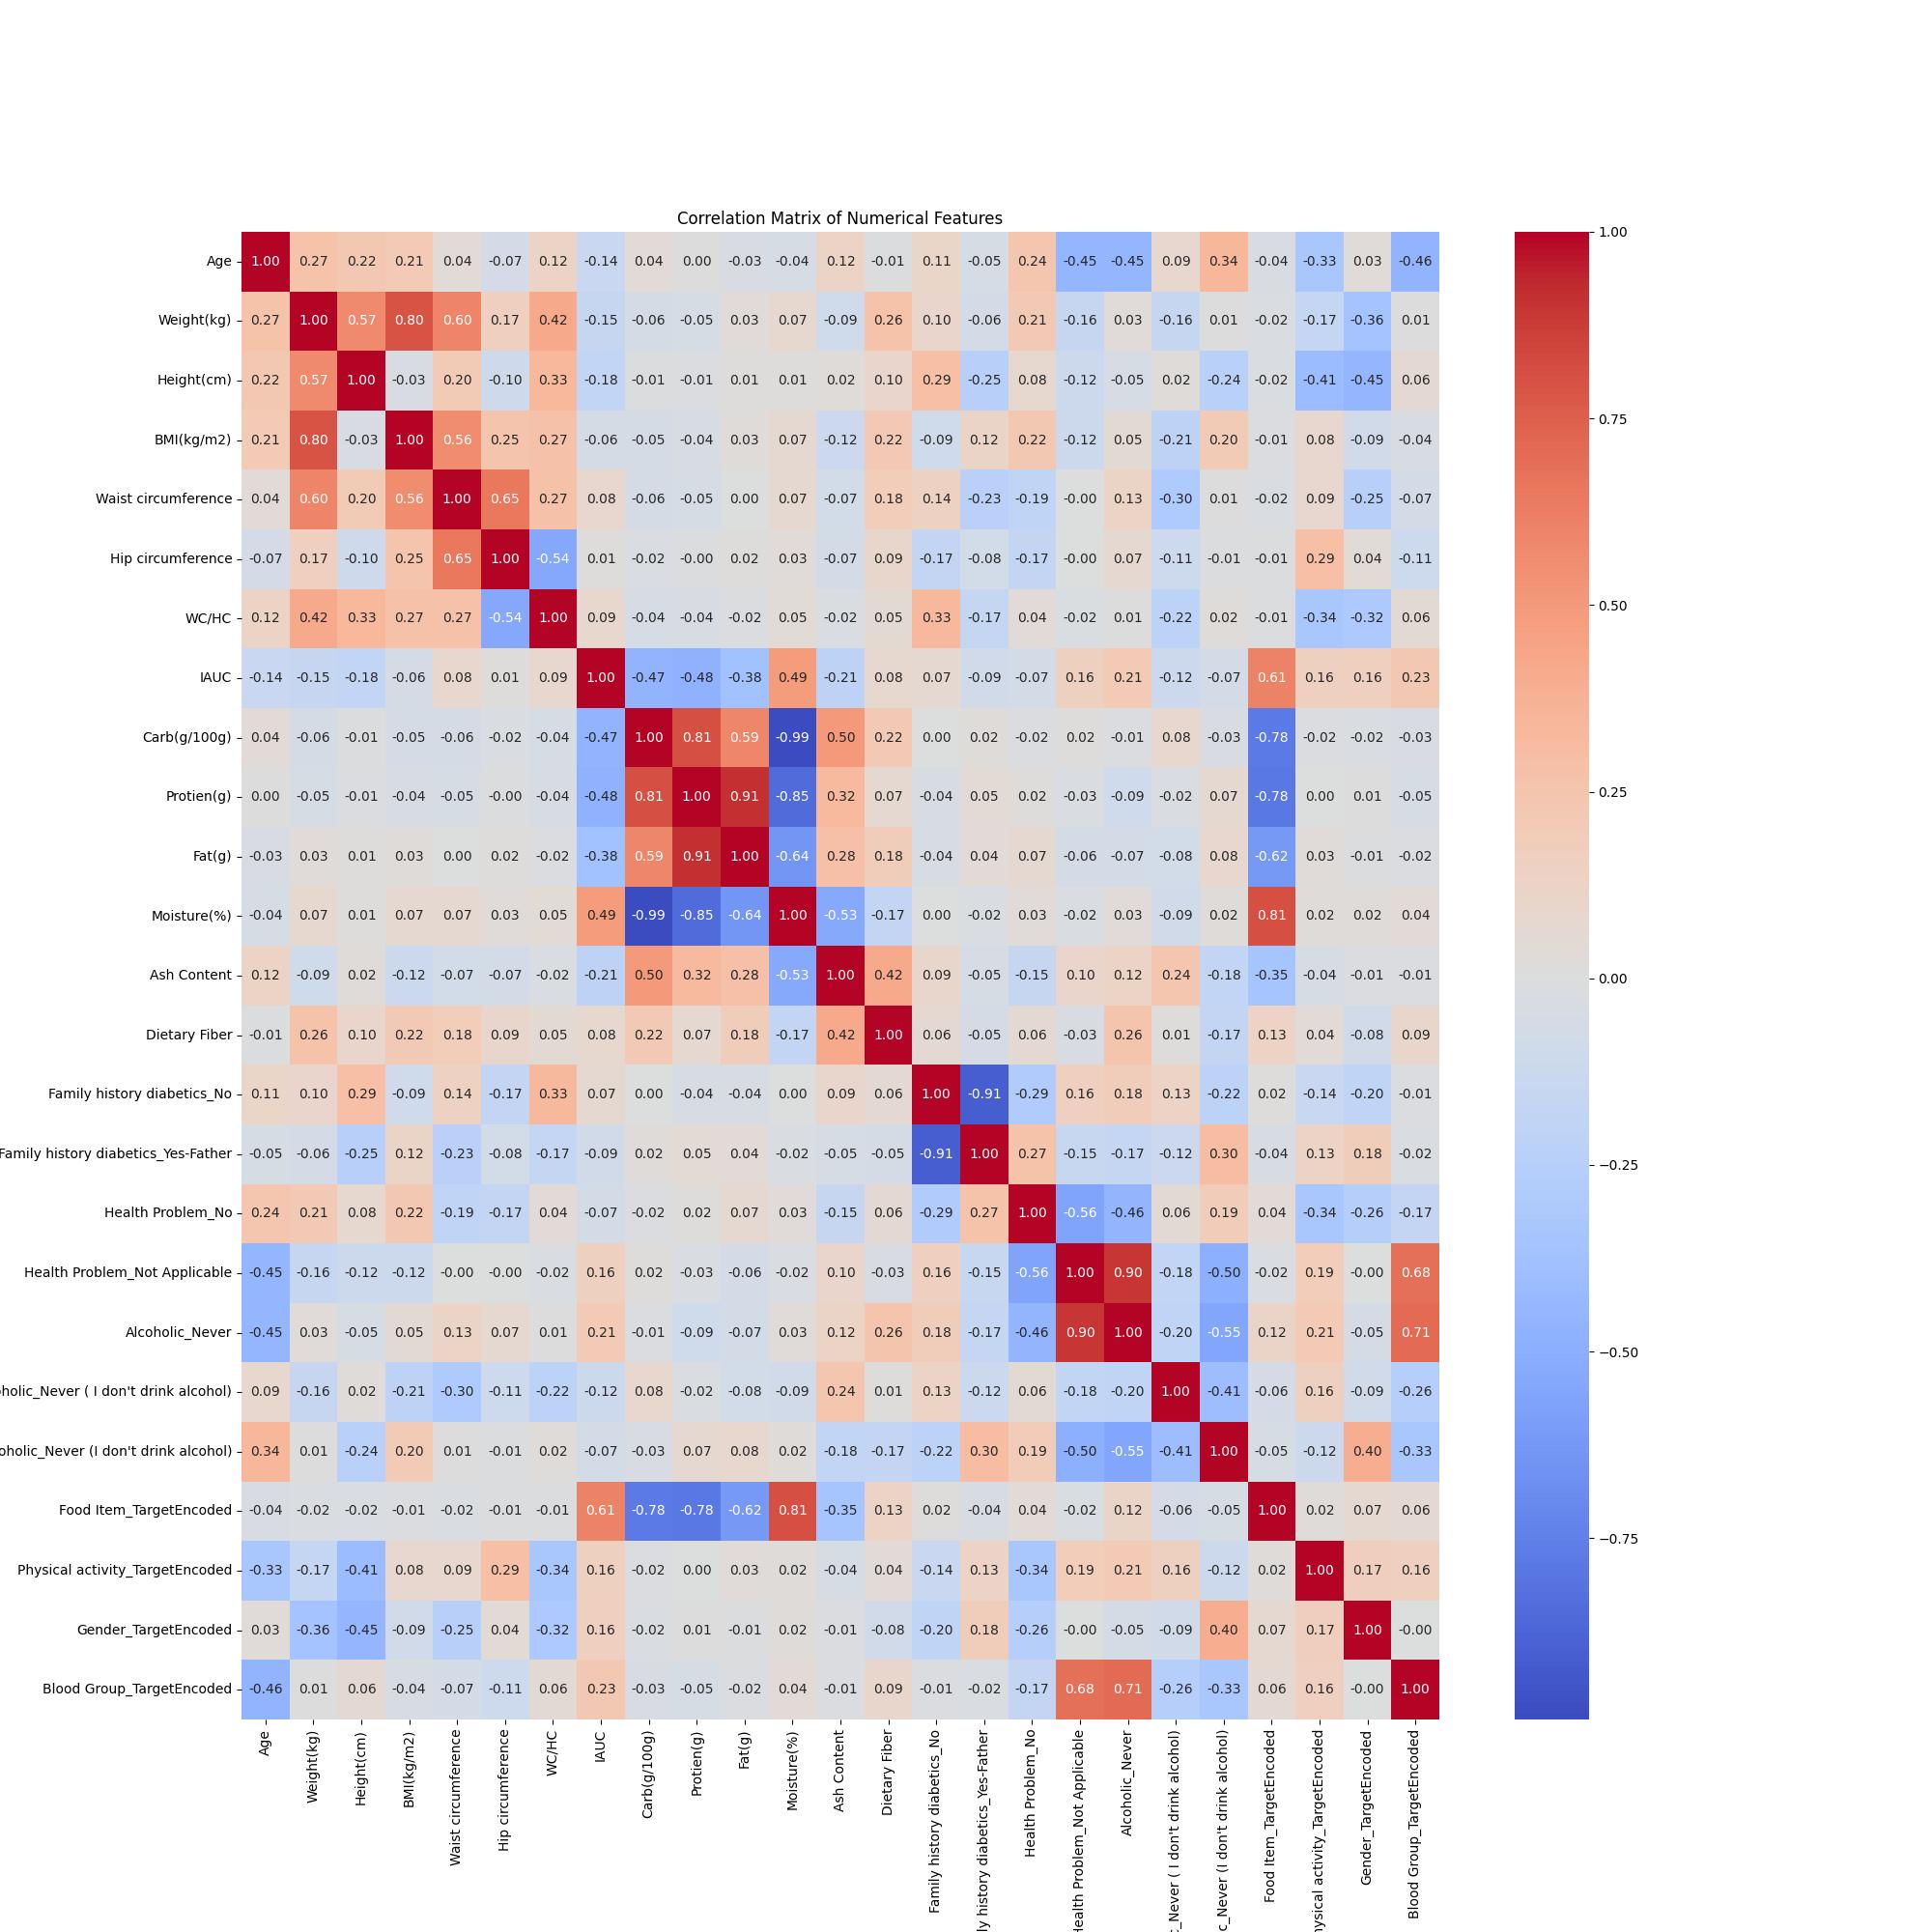 Correlation Matrix of Numerical Features
Age 1.00 0.27 0.22 0.21 0.04 -0.07 0.12 -0.14 0.04 0.00 -0.03 -0.04 0.12 -0.01 0.11 -0.05 0.24 -0.45 -0.45 0.09 0.34 -0.04 -0.33 0.03 -0.46
Weight(kg) 0.27 1.00 0.57 0.80 0.60 0.17 0.42 -0.15 -0.06 -0.05 0.03 0.07 -0.09 0.26 0.10 -0.06 0.21 -0.16 0.03 -0.16 0.01 -0.02 -0.17 -0.36 0.01
Height(cm) 0.22 0.57 1.00 -0.03 0.20 -0.10 0.33 -0.18 -0.01 -0.01 0.01 0.01 0.02 0.10 0.29 -0.25 0.08 -0.12 -0.05 0.02 -0.24 -0.02 -0.41 -0.45 0.06
BMI(kg/m2) 0.21 0.80 -0.03 1.00 0.56 0.25 0.27 -0.06 -0.05 -0.04 0.03 0.07 -0.12 0.22 -0.09 0.12 0.22 -0.12 0.05 -0.21 0.20 -0.01 0.08 -0.09 -0.04
Waist circumference 0.04 0.60 0.20 0.56 1.00 0.65 0.27 0.08 -0.06 -0.05 0.00 0.07 -0.07 0.18 0.14 -0.23 -0.19 -0.00 0.13 -0.30 0.01 -0.02 0.09 -0.25 -0.07
Hip circumference -0.07 0.17 -0.10 0.25 0.65 1.00 -0.54 0.01 -0.02 -0.00 0.02 0.03 -0.07 0.09 -0.17 -0.08 -0.17 -0.00 0.07 -0.11 -0.01 -0.01 0.29 0.04 -0.11
WC/HC 0.12 0.42 0.33 0.27 0.27 -0.54 1.00 0.09 -0.04 -0.04 -0.02 0.05 -0.02 0.05 0.33 -0.17 0.04 -0.02 0.01 -0.22 0.02 -0.01 -0.34 -0.32 0.06
IAUC -0.14 -0.15 -0.18 -0.06 0.08 0.01 0.09 1.00 -0.47 -0.48 -0.38 0.49 -0.21 0.08 0.07 -0.09 -0.07 0.16 0.21 -0.12 -0.07 0.61 0.16 0.16 0.23
Carb(g/100g) 0.04 -0.06 -0.01 -0.05 -0.06 -0.02 -0.04 -0.47 1.00 0.81 0.59 -0.99 0.50 0.22 0.00 0.02 -0.02 0.02 -0.01 0.08 -0.03 -0.78 -0.02 -0.02 -0.03
Protien(g) 0.00 -0.05 -0.01 -0.04 -0.05 -0.00 -0.04 -0.48 0.81 1.00 0.91 -0.85 0.32 0.07 -0.04 0.05 0.02 -0.03 -0.09 -0.02 0.07 -0.78 0.00 0.01 -0.05
Fat(g) -0.03 0.03 0.01 0.03 0.00 0.02 -0.02 -0.38 0.59 0.91 1.00 -0.64 0.28 0.18 -0.04 0.04 0.07 -0.06 -0.07 -0.08 0.08 -0.62 0.03 -0.01 -0.02
Moisture(%) -0.04 0.07 0.01 0.07 0.07 0.03 0.05 0.49 -0.99 -0.85 -0.64 1.00 -0.53 -0.17 0.00 -0.02 0.03 -0.02 0.03 -0.09 0.02 0.81 0.02 0.02 0.04
Ash Content 0.12 -0.09 0.02 -0.12 -0.07 -0.07 -0.02 -0.21 0.50 0.32 0.28 -0.53 1.00 0.42 0.09 -0.05 -0.15 0.10 0.12 0.24 -0.18 -0.35 -0.04 -0.01 -0.01
Dietary Fiber -0.01 0.26 0.10 0.22 0.18 0.09 0.05 0.08 0.22 0.07 0.18 -0.17 0.42 1.00 0.06 -0.05 0.06 -0.03 0.26 0.01 -0.17 0.13 0.04 -0.08 0.09
Family history diabetics_No 0.11 0.10 0.29 -0.09 0.14 -0.17 0.33 0.07 0.00 -0.04 -0.04 0.00 0.09 0.06 1.00 -0.91 -0.29 0.16 0.18 0.13 -0.22 0.02 -0.14 -0.20 -0.01
Family history diabetics_Yes-Father -0.05 -0.06 -0.25 0.12 -0.23 -0.08 -0.17 -0.09 0.02 0.05 0.04 -0.02 -0.05 -0.05 -0.91 1.00 0.27 -0.15 -0.17 -0.12 0.30 -0.04 0.13 0.18 -0.02
Health Problem_No 0.24 0.21 0.08 0.22 -0.19 -0.17 0.04 -0.07 -0.02 0.02 0.07 0.03 -0.15 0.06 -0.29 0.27 1.00 -0.56 -0.46 0.06 0.19 0.04 -0.34 -0.26 -0.17
Health Problem_Not Applicable -0.45 -0.16 -0.12 -0.12 -0.00 -0.00 -0.02 0.16 0.02 -0.03 -0.06 -0.02 0.10 -0.03 0.16 -0.15 -0.56 1.00 0.90 -0.18 -0.50 -0.02 0.19 -0.00 0.68
Alcoholic_Never -0.45 0.03 -0.05 0.05 0.13 0.07 0.01 0.21 -0.01 -0.09 -0.07 0.03 0.12 0.26 0.18 -0.17 -0.46 0.90 1.00 -0.20 -0.55 0.12 0.21 -0.05 0.71
oholic_Never ( I don't drink alcohol) 0.09 -0.16 0.02 -0.21 -0.30 -0.11 -0.22 -0.12 0.08 -0.02 -0.08 -0.09 0.24 0.01 0.13 -0.12 0.06 -0.18 -0.20 1.00 -0.41 -0.06 0.16 -0.09 -0.26
oholic_Never (I don't drink alcohol) 0.34 0.01 -0.24 0.20 0.01 -0.01 0.02 -0.07 -0.03 0.07 0.08 0.02 -0.18 -0.17 -0.22 0.30 0.19 -0.50 -0.55 -0.41 1.00 -0.05 -0.12 0.40 -0.33
Food Item_TargetEncoded -0.04 -0.02 -0.02 -0.01 -0.02 -0.01 -0.01 0.61 -0.78 -0.78 -0.62 0.81 -0.35 0.13 0.02 -0.04 0.04 -0.02 0.12 -0.06 -0.05 1.00 0.02 0.07 0.06
Physical activity_TargetEncoded -0.33 -0.17 -0.41 0.08 0.09 0.29 -0.34 0.16 -0.02 0.00 0.03 0.02 -0.04 0.04 -0.14 0.13 -0.34 0.19 0.21 0.16 -0.12 0.02 1.00 0.17 0.16
Gender_TargetEncoded 0.03 -0.36 -0.45 -0.09 -0.25 0.04 -0.32 0.16 -0.02 0.01 -0.01 0.02 -0.01 -0.08 -0.20 0.18 -0.26 -0.00 -0.05 -0.09 0.40 0.07 0.17 1.00 -0.00
Blood Group_TargetEncoded -0.46 0.01 0.06 -0.04 -0.07 -0.11 0.06 0.23 -0.03 -0.05 -0.02 0.04 -0.01 0.09 -0.01 -0.02 -0.17 0.68 0.71 -0.26 -0.33 0.06 0.16 -0.00 1.00
Age
Weight(kg)
Height(cm)
BMI(kg/m2)
Waist circumference
Hip circumference
WC/HC
IAUC
Carb(g/100g)
Protien(g)
Fat(g)
Moisture(%)
Ash Content
Dietary Fiber
Family history diabetics_No
ly history diabetics_Yes-Father
Health Problem_No
Health Problem_Not Applicable
Alcoholic_Never
c_Never ( I don't drink alcohol)
c_Never (I don't drink alcohol)
Food Item_TargetEncoded
hysical activity_TargetEncoded
Gender_TargetEncoded
Blood Group_TargetEncoded
1.00
0.75
0.50
0.25
0.00
−0.25
−0.50
−0.75